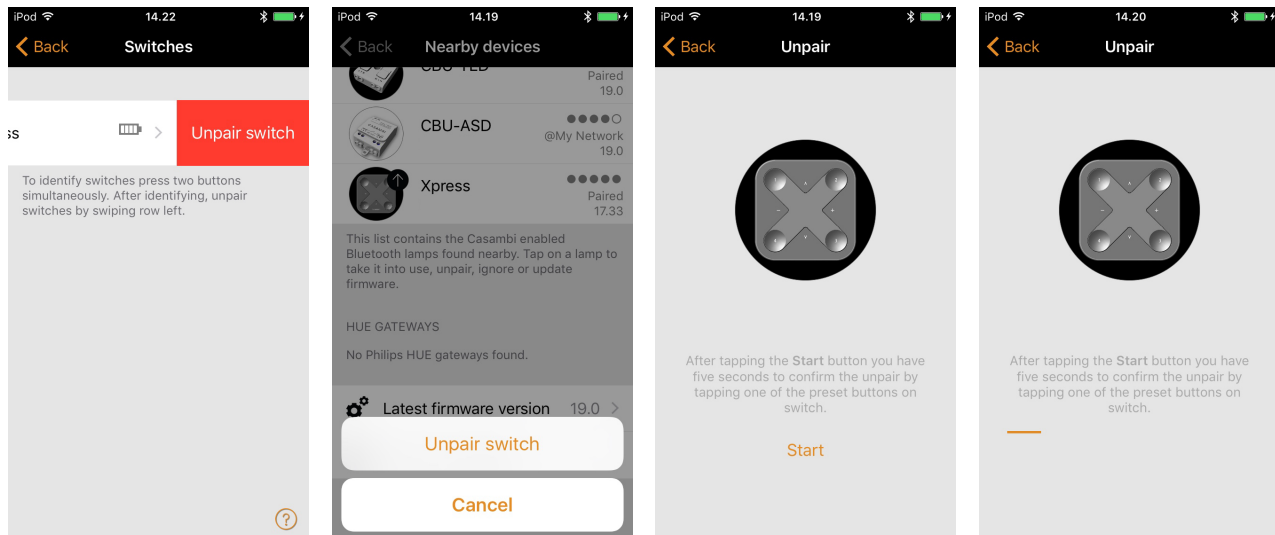 iPod 14.22
Back Switches
ss Unpair switch
To identify switches press two buttons
simultaneously. After identifying, unpair
switches by swiping row left.
?
iPod 14.19
Back Nearby devices
CBU-TED
Paired
19.0
CBU-ASD
@My Network
19.0
Xpress
Paired
17.33
This list contains the Casambi enabled
Bluetooth lamps found nearby. Tap on a lamp to
take it into use, unpair, ignore or update
firmware.
HUE GATEWAYS
No Philips HUE gateways found.
Latest firmware version 19.0
Unpair switch
Cancel
iPod 14.19
Back Unpair
After tapping the Start button you have
five seconds to confirm the unpair by
tapping one of the preset buttons on
switch.
Start
iPod 14.20
Back Unpair
After tapping the Start button you have
five seconds to confirm the unpair by
tapping one of the preset buttons on
switch.